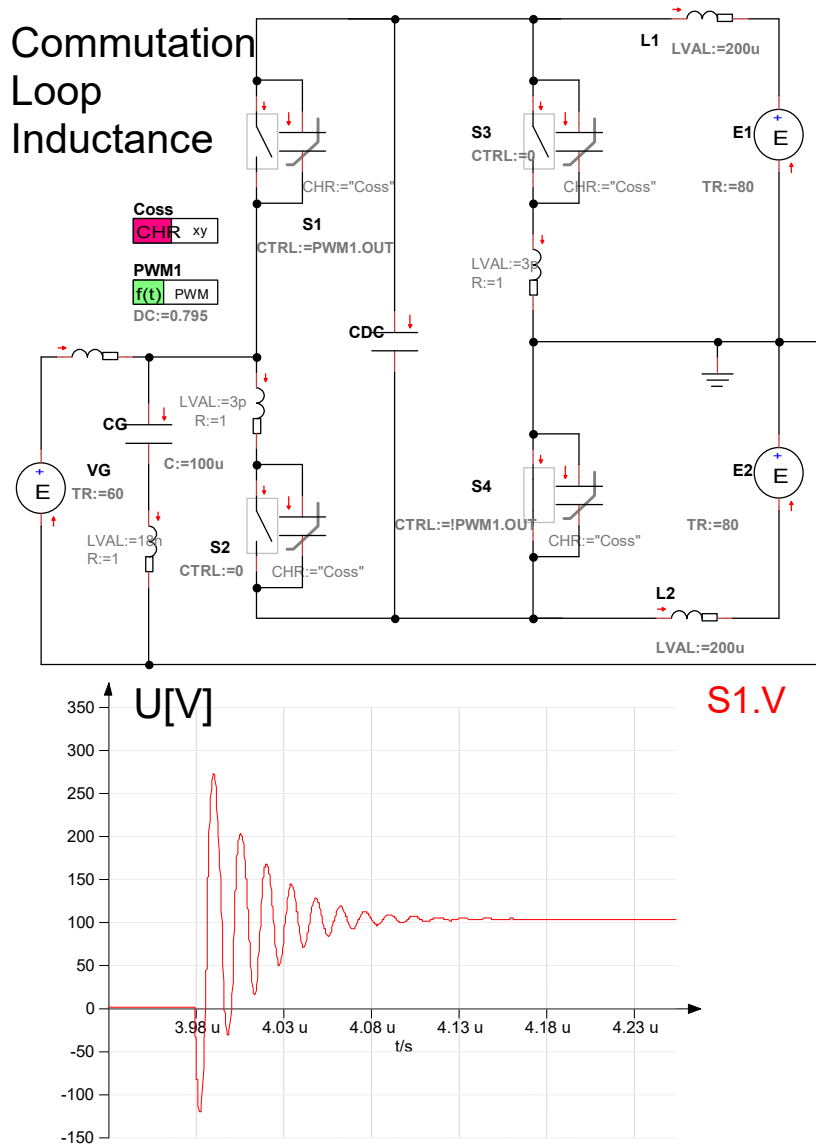 Commutation
Loop
Inductance
L1
LVAL:=200u
S3
CTRL:=0
E1
+
E
TR:=80
CHR:="Coss"
CHR:="Coss"
Coss
CHR xy
S1
CTRL:=PWM1.OUT
PWM1
f(t) PWM
DC:=0.795
LVAL:=3p
R:=1
CDC
LVAL:=3p
R:=1
CG
C:=100u
VG
+
E
TR:=60
E2
+
E
TR:=80
S4
CTRL:=!PWM1.OUT
CHR:="Coss"
LVAL:=18n
R:=1
S2
CTRL:=0
CHR:="Coss"
L2
LVAL:=200u
U[V]
S1.V
350
300
250
200
150
100
50
0
-50
-100
-150
3.98 u 4.03 u 4.08 u 4.13 u 4.18 u 4.23 u
t/s